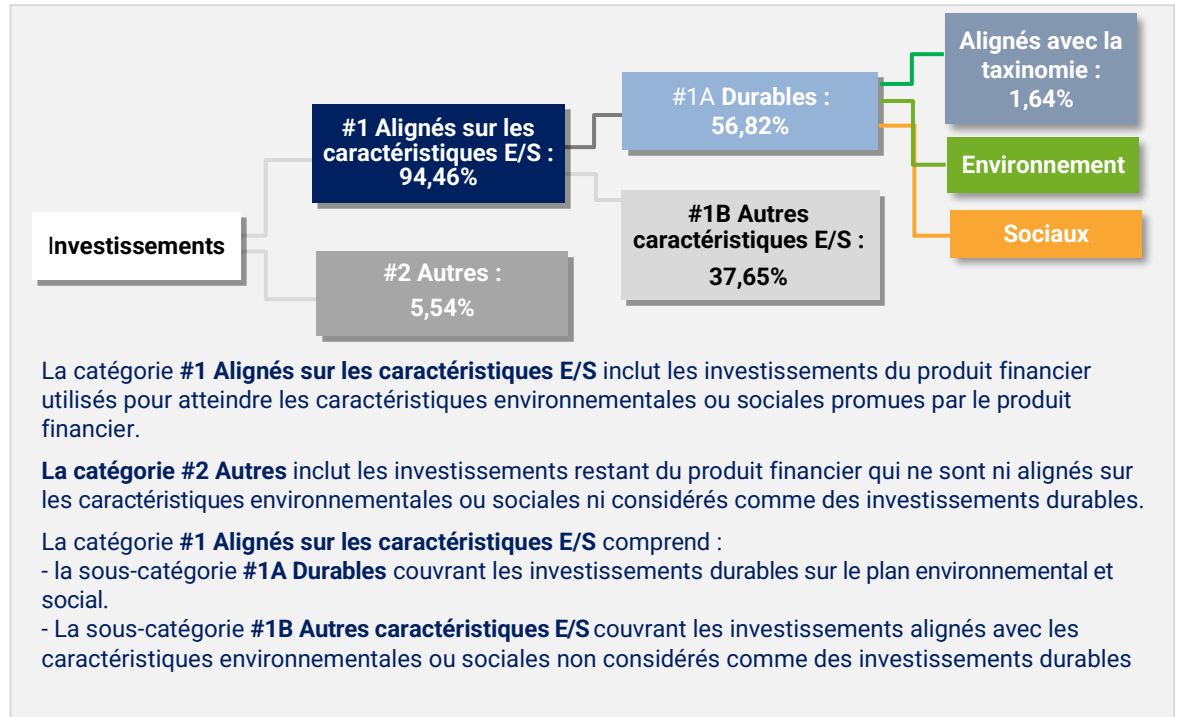 Investissements
#1 Alignés sur les
caractéristiques E/S :
94,46%
#2 Autres :
5,54%
#1A Durables :
56,82%
#1B Autres
caractéristiques E/S :
37,65%
Alignés avec la
taxinomie :
1,64%
Environnement
Sociaux
La catégorie #1 Alignés sur les caractéristiques E/S inclut les investissements du produit financier
utilisés pour atteindre les caractéristiques environnementales ou sociales promues par le produit
financier.
La catégorie #2 Autres inclut les investissements restant du produit financier qui ne sont ni alignés sur
les caractéristiques environnementales ou sociales ni considérés comme des investissements durables.
La catégorie #1 Alignés sur les caractéristiques E/S comprend :
- la sous-catégorie #1A Durables couvrant les investissements durables sur le plan environnemental et
social.
- La sous-catégorie #1B Autres caractéristiques E/S couvrant les investissements alignés avec les
caractéristiques environnementales ou sociales non considérés comme des investissements durables